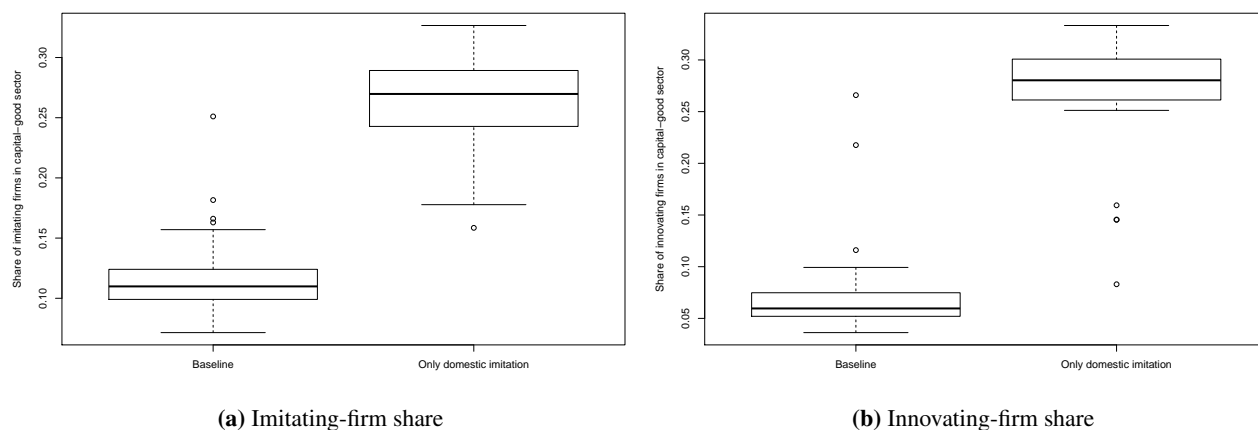 Share of imitating firms in capital−good sector
0.30
0.25
0.20
0.15
0.10
Baseline
Only domestic imitation
(a) Imitating-firm share
Share of innovating firms in capital−good sector
0.30
0.25
0.20
0.15
0.10
0.05
Baseline
Only domestic imitation
(b) Innovating-firm share